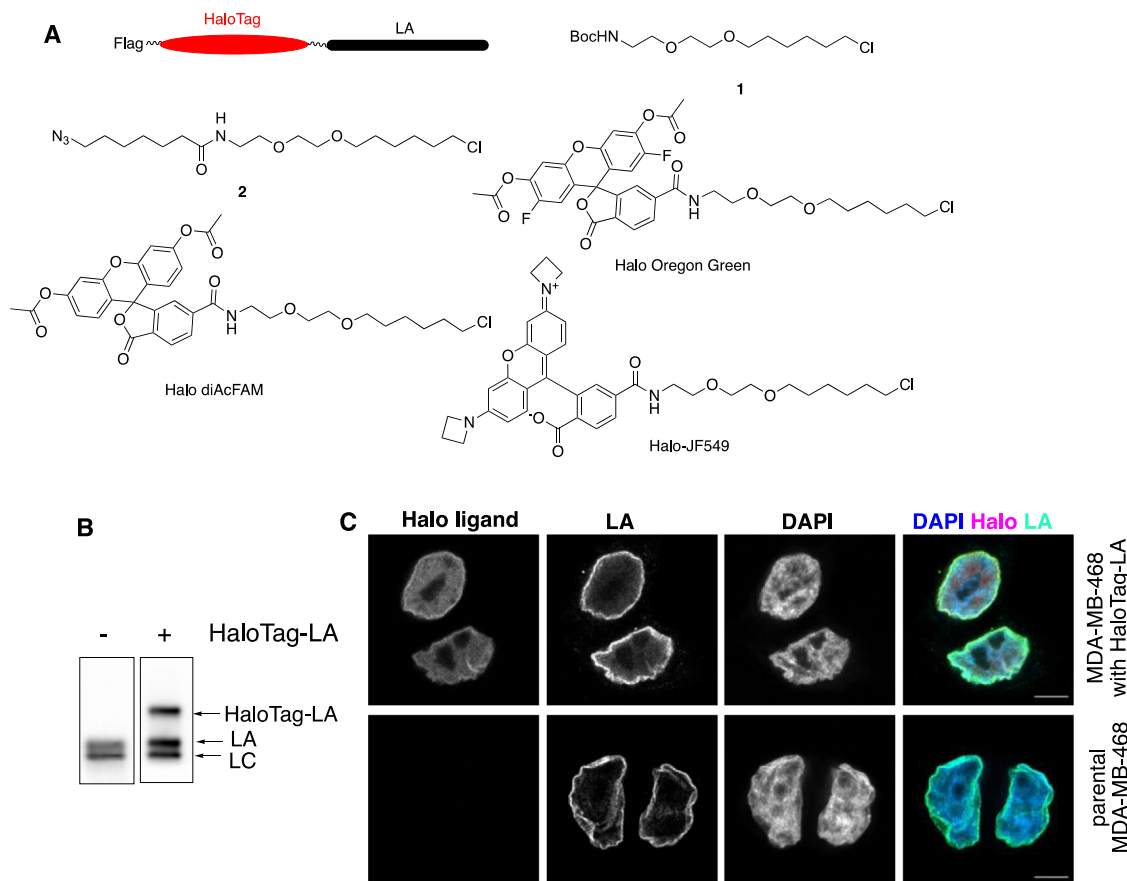 A
HaloTag
Flag
LA
BocHN
O
O
Cl
1
N3
H
N
O
O
O
Cl
2
O
O
O
F
O
O
F
O
O
O
N
H
O
O
Cl
Halo Oregon Green
O
O
O
O
O
O
O
O
N
H
O
O
Cl
Halo diAcFAM
N+
O
N
-O
O
O
N
H
O
O
Cl
Halo-JF549
B
- + HaloTag-LA
HaloTag-LA
LA
LC
C
Halo ligand LA DAPI DAPI Halo LA
MDA-MB-468
with HaloTag-LA
parental
MDA-MB-468